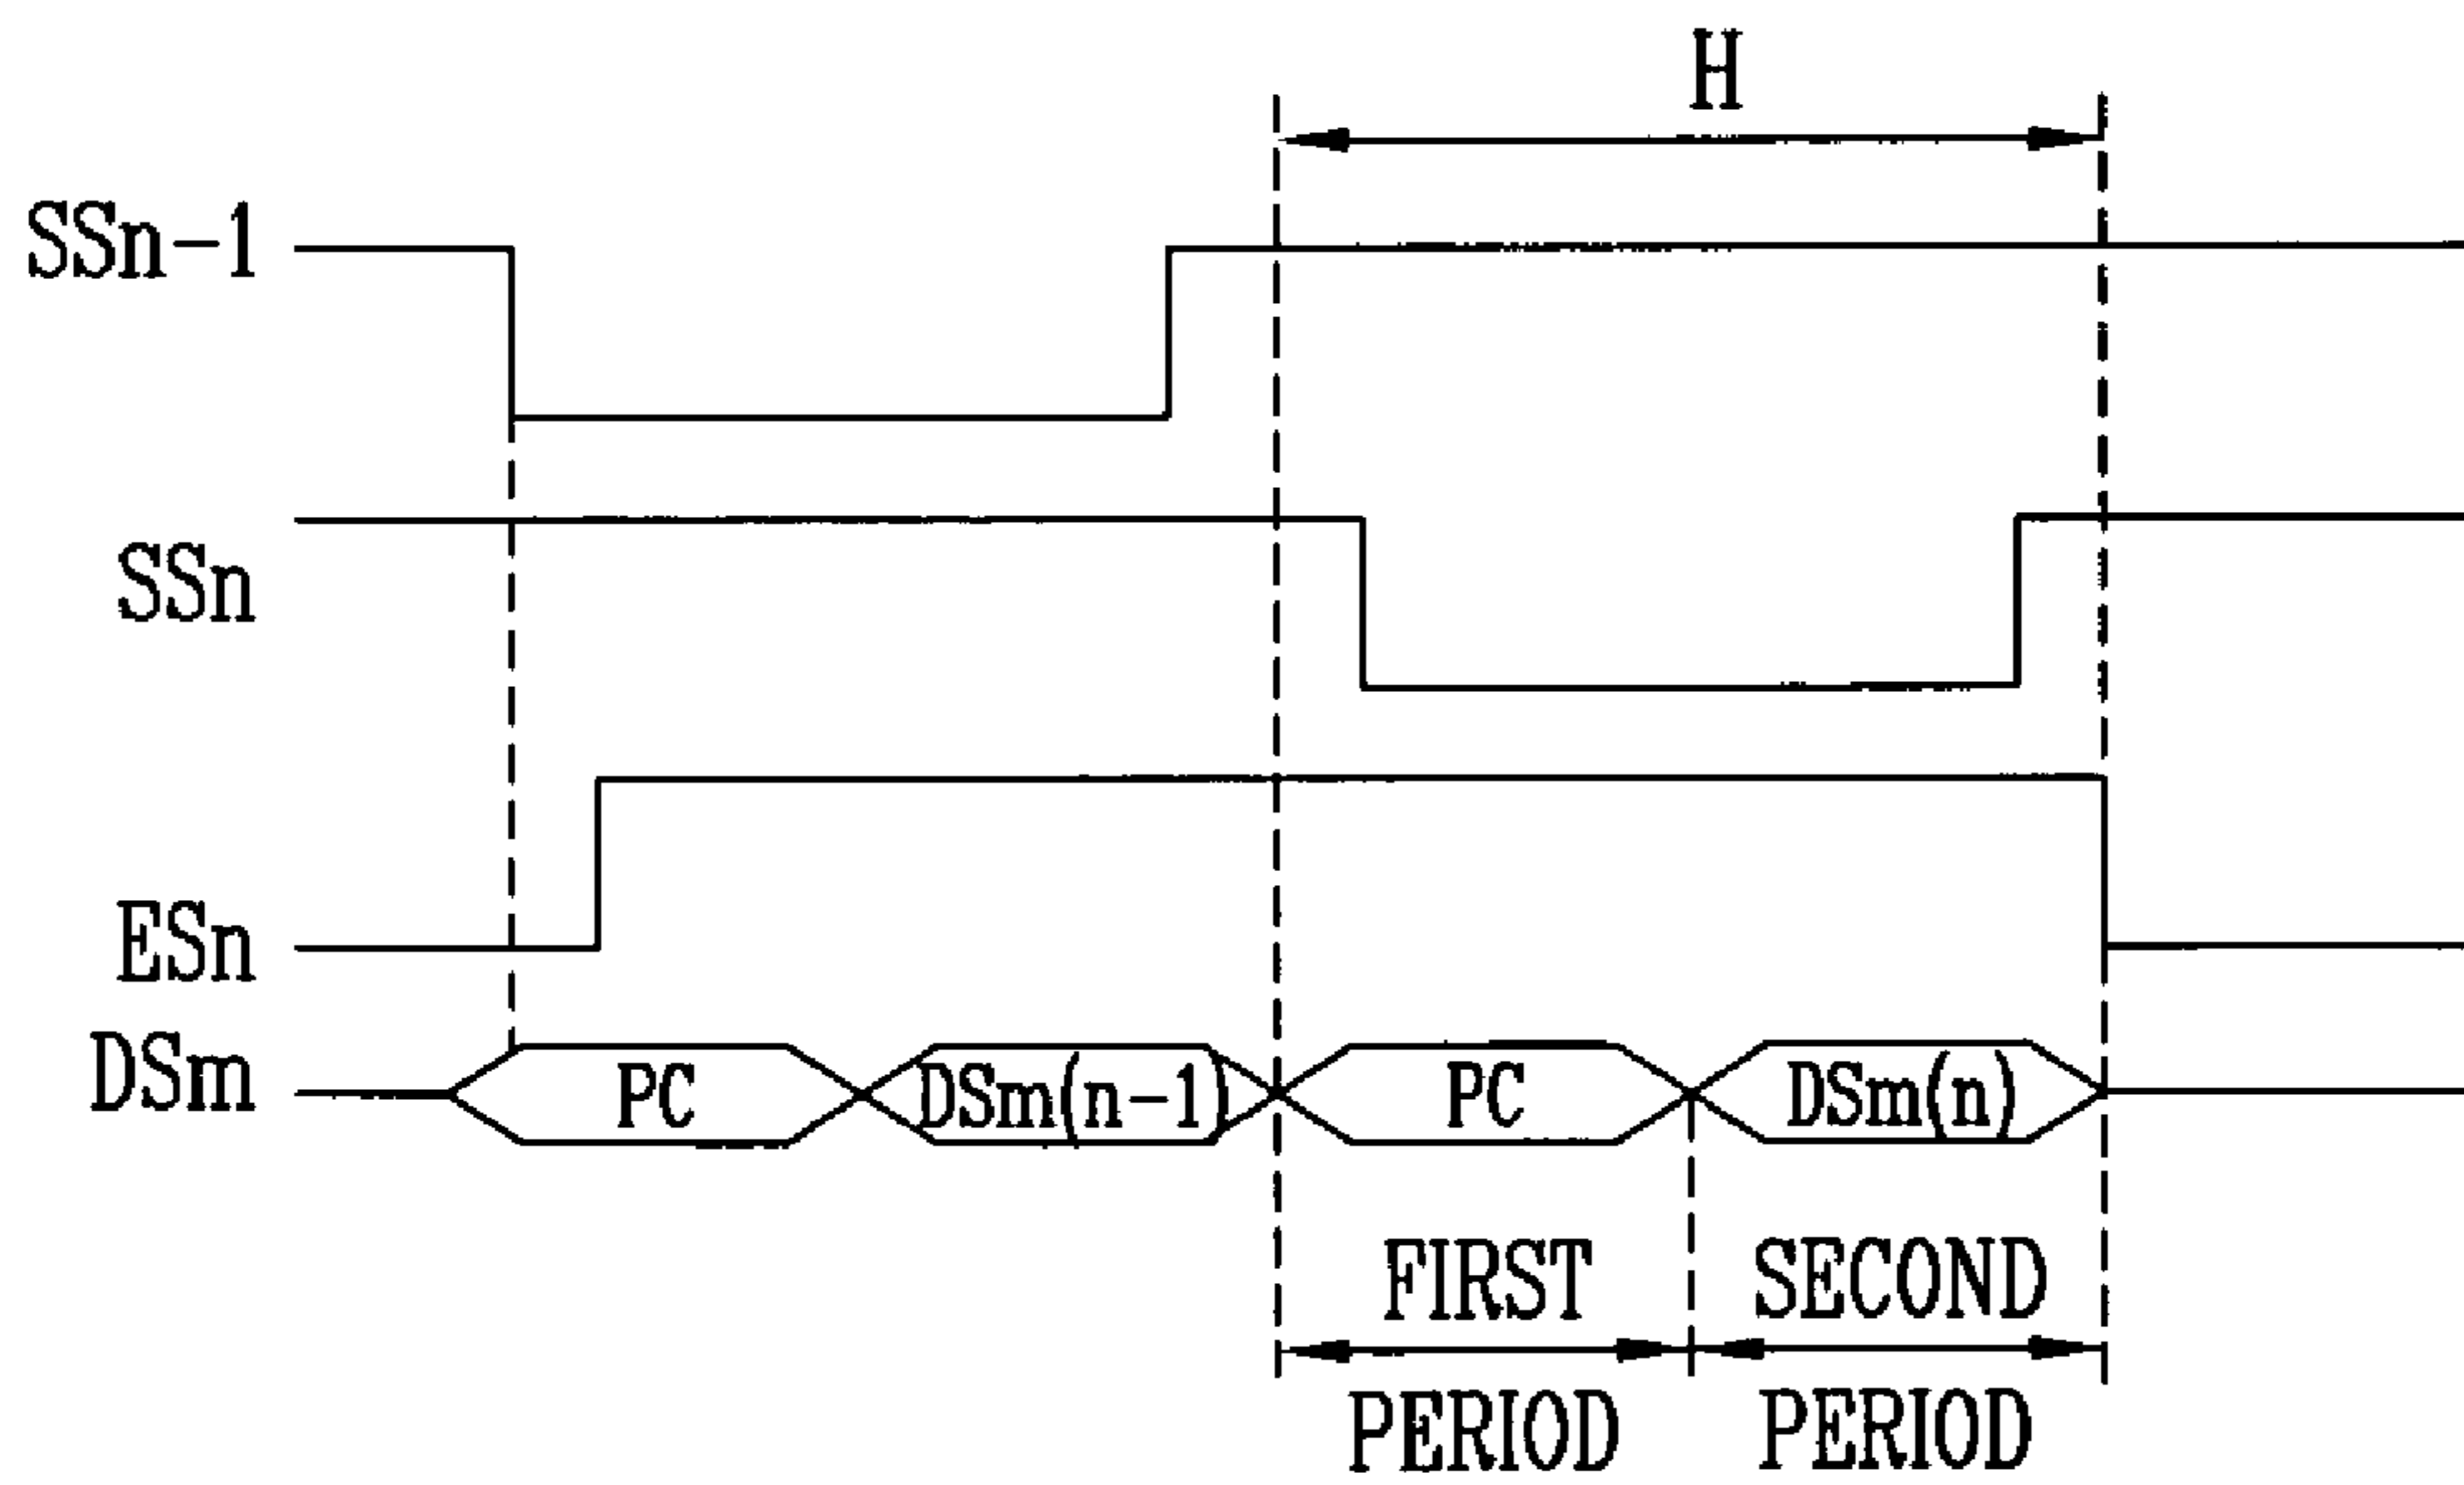 H
SSn-1
SSn
ESn
DSm
PC
DSm(n-1)
PC
DSm(n)
FIRST
PERIOD
SECOND
PERIOD